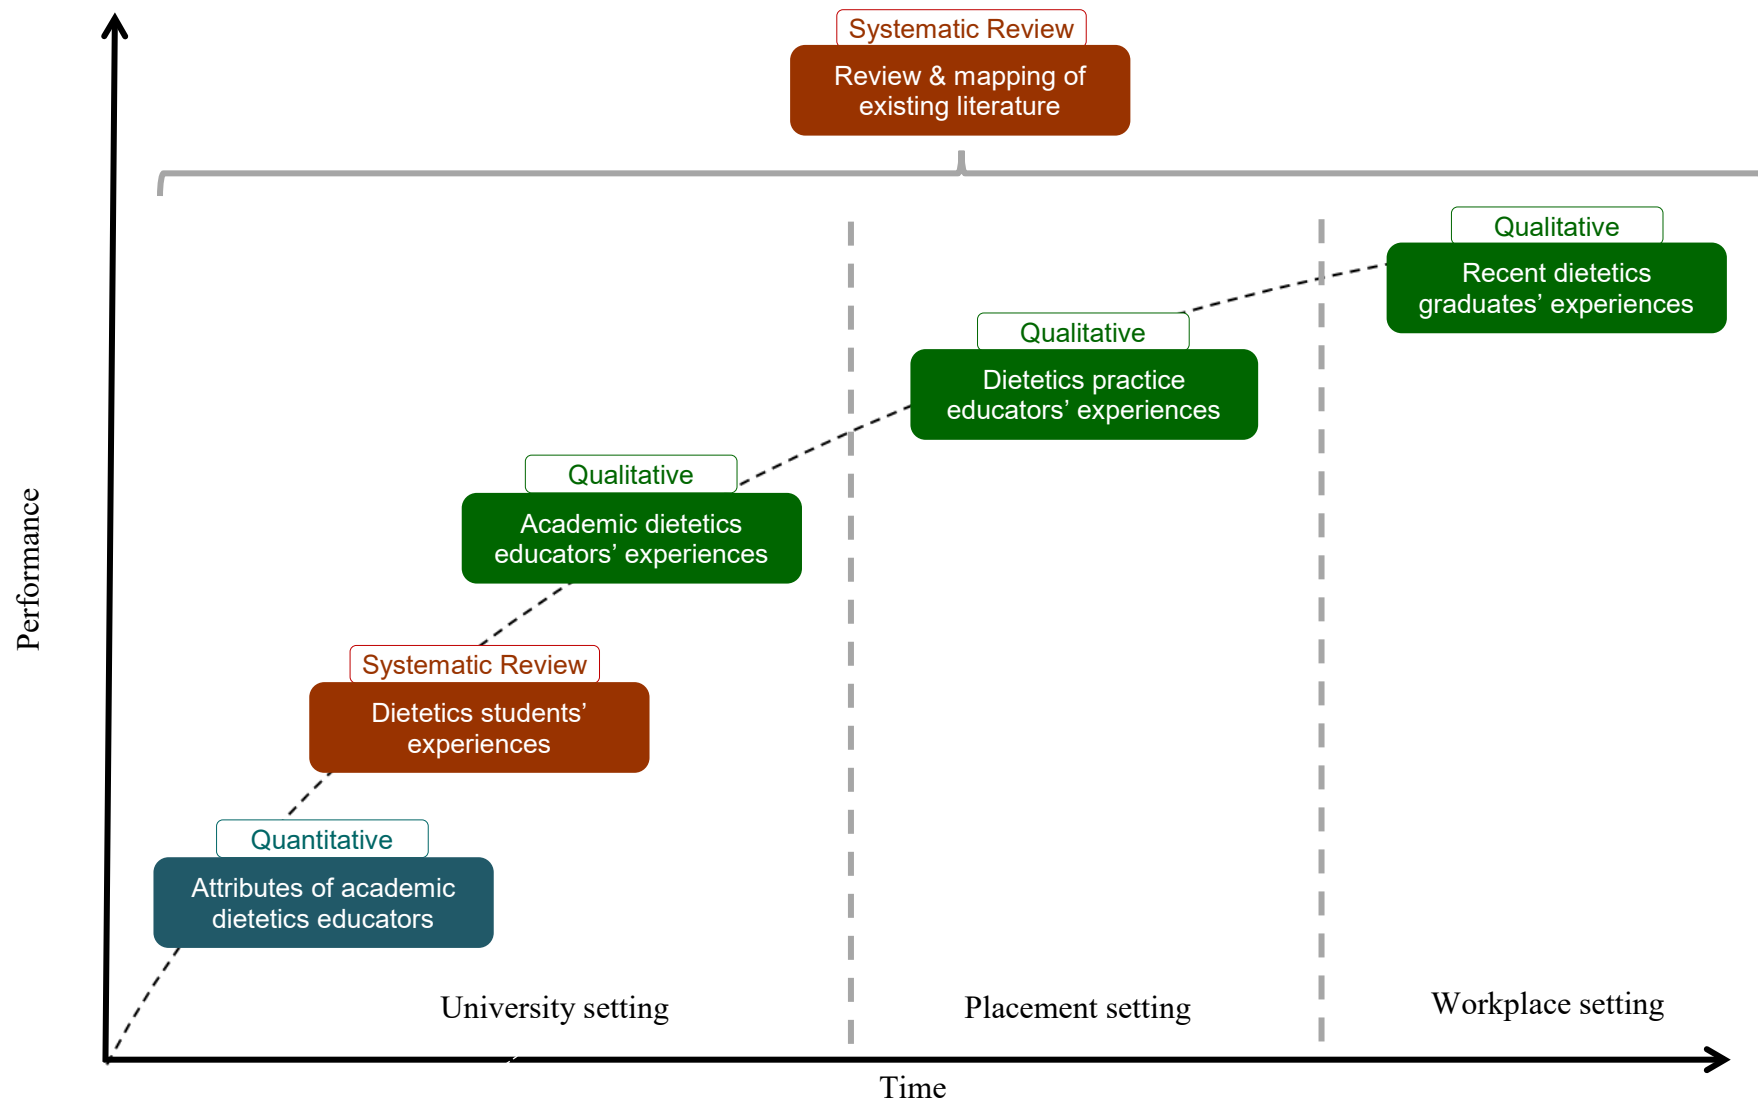 Systematic Review
Review & mapping of
existing literature
Qualitative
Recent dietetics
graduates’ experiences
Qualitative
Dietetics practice
educators’ experiences
Qualitative
Academic dietetics
educators’ experiences
Systematic Review
Dietetics students’
experiences
Quantitative
Attributes of academic
dietetics educators
Performance
University setting
Placement setting
Workplace setting
Time